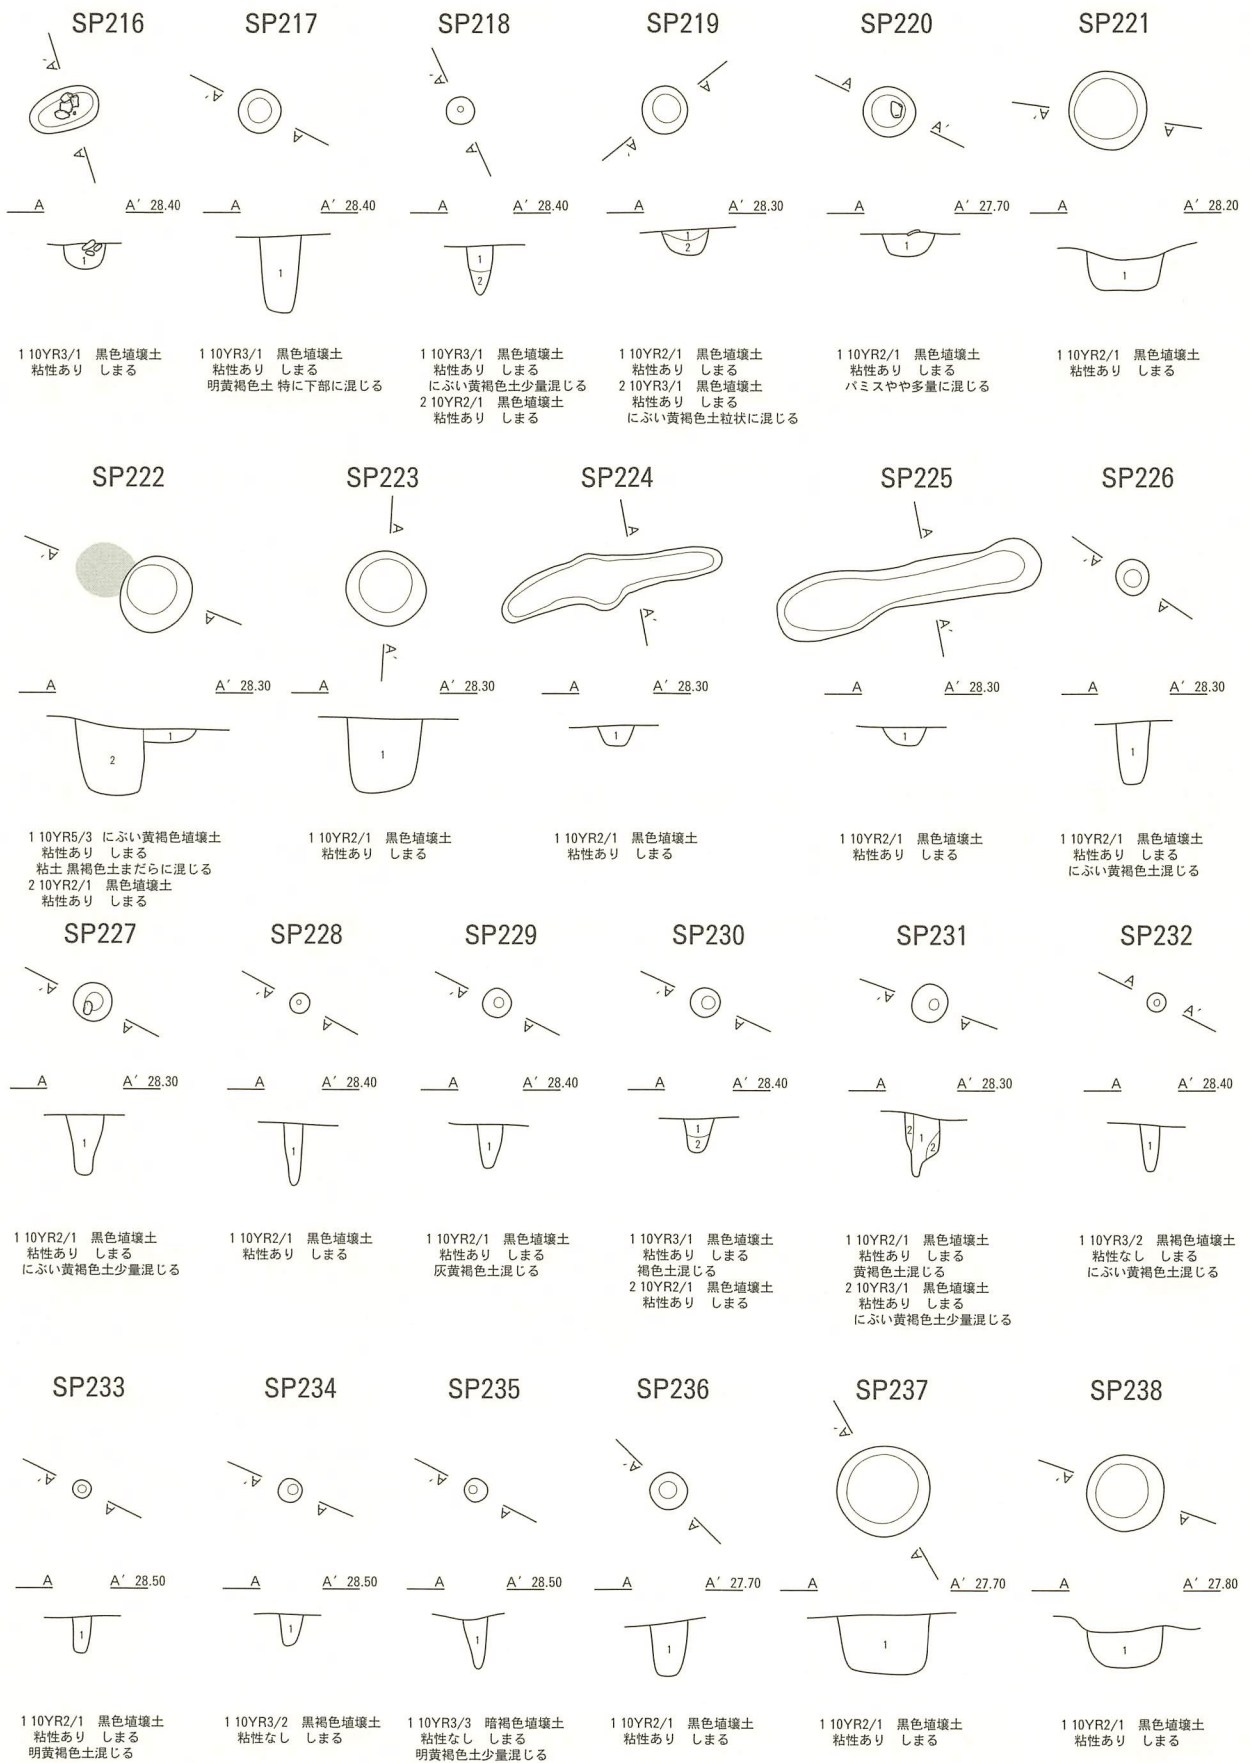 SP216 SP217 SP218 SP219 SP220 SP221
A A' 28.40 A A' 28.40 A A' 28.40 A A' 28.30 A A' 27.70 A A' 28.20
1 10YR3/1 黒色埴壌土
粘性あり しまる
1 10YR3/1 黒色埴壌土
粘性あり しまる
明黄褐色土 特に下部に混じる
1 10YR3/1 黒色埴壌土
粘性あり しまる
にぶい黄褐色土少量混じる
2 10YR2/1 黒色埴壌土
粘性あり しまる
1 10YR2/1 黒色埴壌土
粘性あり しまる
2 10YR3/1 黒色埴壌土
粘性あり しまる
にぶい黄褐色土粒状に混じる
1 10YR2/1 黒色埴壌土
粘性あり しまる
パミスやや多量に混じる
1 10YR2/1 黒色埴壌土
粘性あり しまる
SP222 SP223 SP224 SP225 SP226
A A' 28.30 A A' 28.30 A A' 28.30 A A' 28.30 A A' 28.30
1 10YR5/3 にぶい黄褐色埴壌土
粘性あり しまる
粘土 黒褐色土まだらに混じる
2 10YR2/1 黒色埴壌土
粘性あり しまる
1 10YR2/1 黒色埴壌土
粘性あり しまる
1 10YR2/1 黒色埴壌土
粘性あり しまる
1 10YR2/1 黒色埴壌土
粘性あり しまる
1 10YR2/1 黒色埴壌土
粘性あり しまる
にぶい黄褐色土混じる
SP227 SP228 SP229 SP230 SP231 SP232
A A' 28.30 A A' 28.40 A A' 28.40 A A' 28.40 A A' 28.30 A A' 28.40
1 10YR2/1 黒色埴壌土
粘性あり しまる
にぶい黄褐色土少量混じる
1 10YR2/1 黒色埴壌土
粘性あり しまる
1 10YR2/1 黒色埴壌土
粘性あり しまる
灰黄褐色土混じる
1 10YR3/1 黒色埴壌土
粘性あり しまる
褐色土混じる
2 10YR2/1 黒色埴壌土
粘性あり しまる
1 10YR2/1 黒色埴壌土
粘性あり しまる
黄褐色土混じる
2 10YR3/1 黒色埴壌土
粘性あり しまる
にぶい黄褐色土少量混じる
1 10YR3/2 黒褐色埴壌土
粘性なし しまる
にぶい黄褐色土混じる
SP233 SP234 SP235 SP236 SP237 SP238
A A' 28.50 A A' 28.50 A A' 28.50 A A' 27.70 A A' 27.70 A A' 27.80
1 10YR2/1 黒色埴壌土
粘性あり しまる
明黄褐色土混じる
1 10YR3/2 黒褐色埴壌土
粘性なし しまる
1 10YR3/3 暗褐色埴壌土
粘性なし しまる
明黄褐色土少量混じる
1 10YR2/1 黒色埴壌土
粘性あり しまる
1 10YR2/1 黒色埴壌土
粘性あり しまる
1 10YR2/1 黒色埴壌土
粘性あり しまる